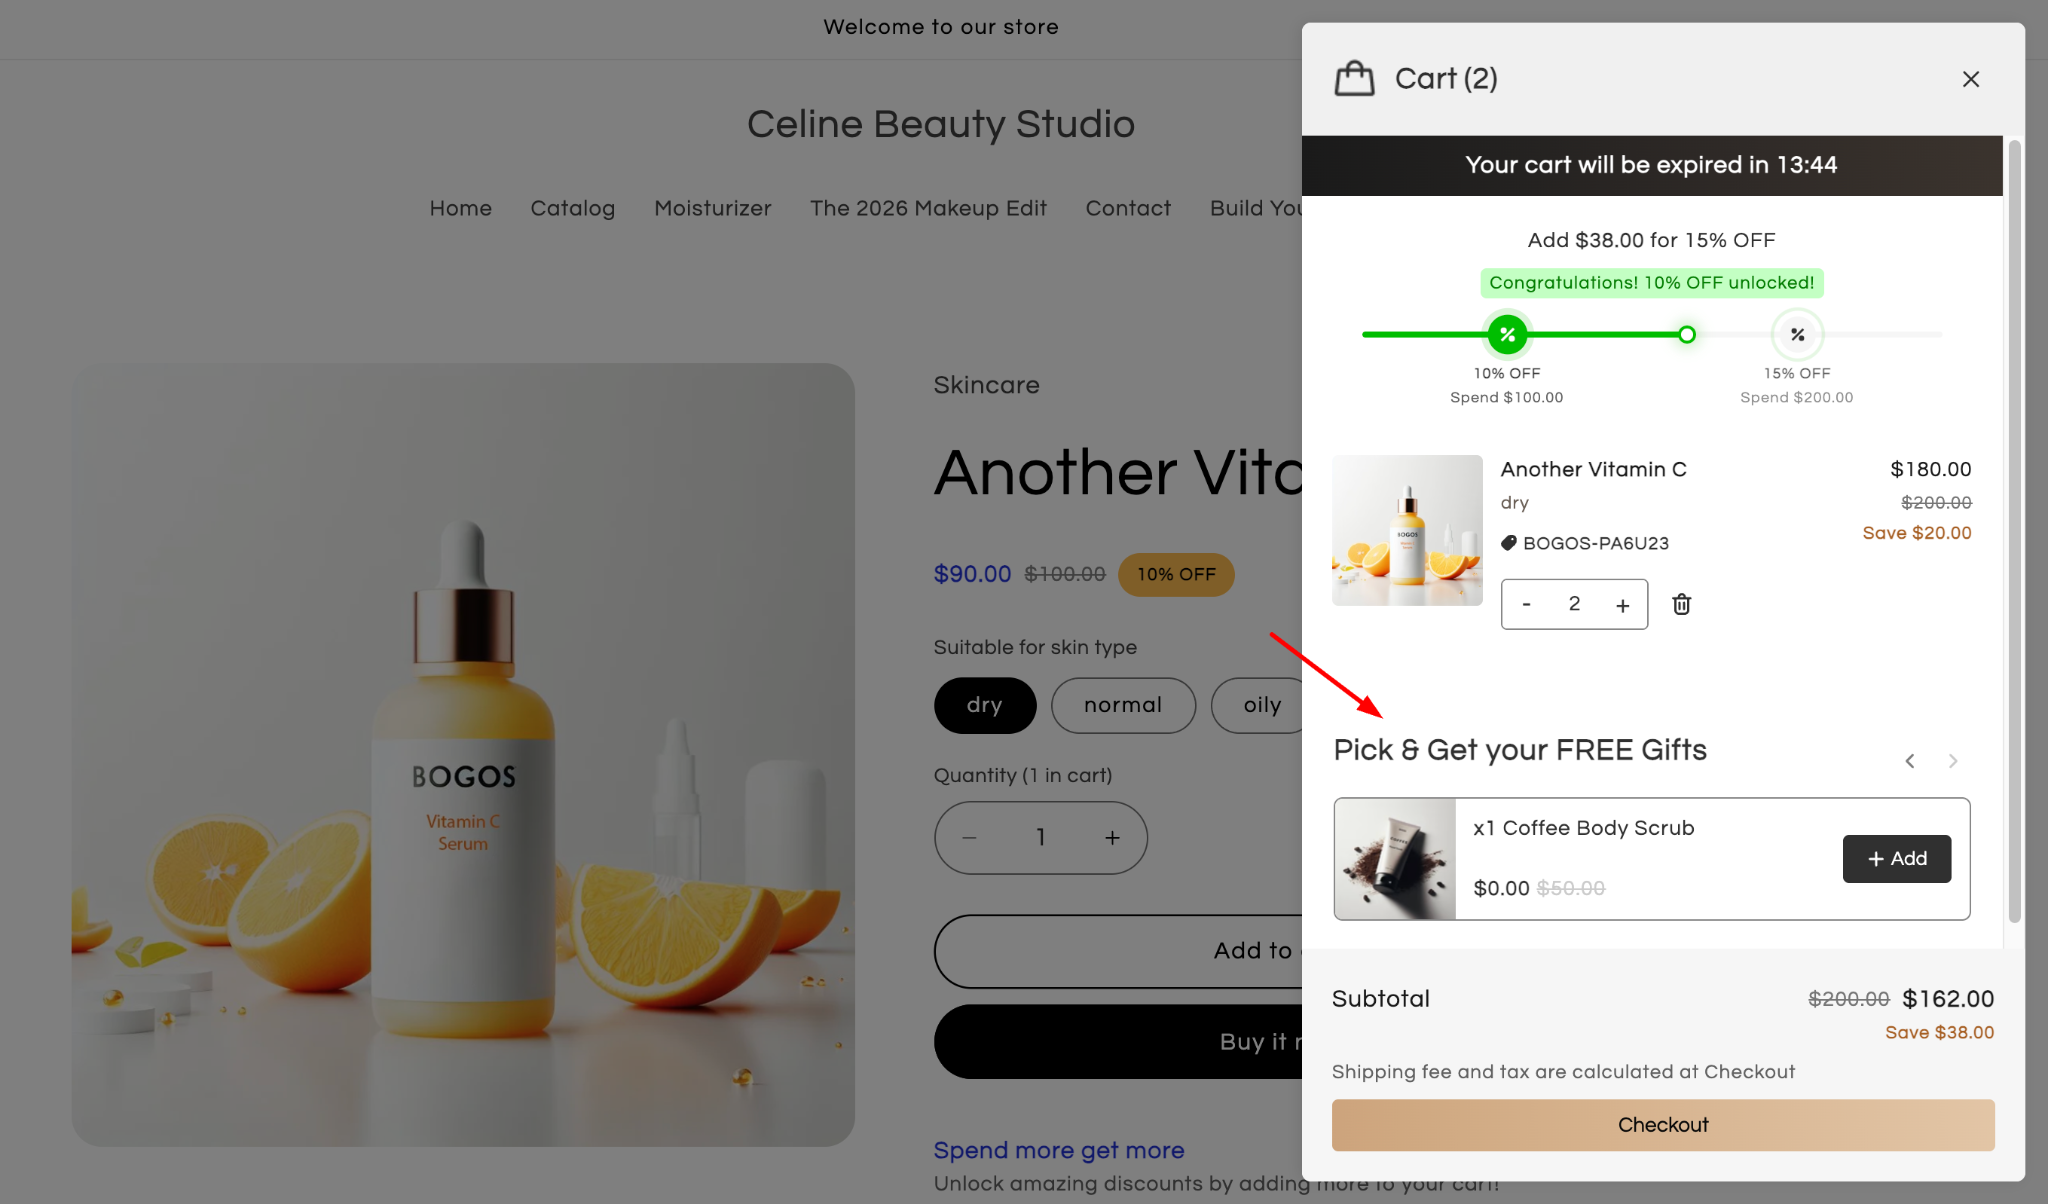 Welcome to our store
Celine Beauty Studio
Home Catalog Moisturizer The 2026 Makeup Edit Contact Build You
BOGOS
Vitamin C
Serum
Skincare
Another Vita
$90.00 $100.00 10% OFF
Suitable for skin type
dry normal oily
Quantity (1 in cart)
− 1 +
Add to
Buy it
Spend more get more
Unlock amazing discounts by adding more to your cart!
Cart (2)
Your cart will be expired in 13:44
Add $38.00 for 15% OFF
Congratulations! 10% OFF unlocked!
% %
10% OFF 15% OFF
Spend $100.00 Spend $200.00
BOGOS
Another Vitamin C $180.00
dry $200.00
Save $20.00
BOGOS-PA6U23
- 2 +
Pick & Get your FREE Gifts
x1 Coffee Body Scrub
+ Add
$0.00 $50.00
Subtotal $200.00 $162.00
Save $38.00
Shipping fee and tax are calculated at Checkout
Checkout